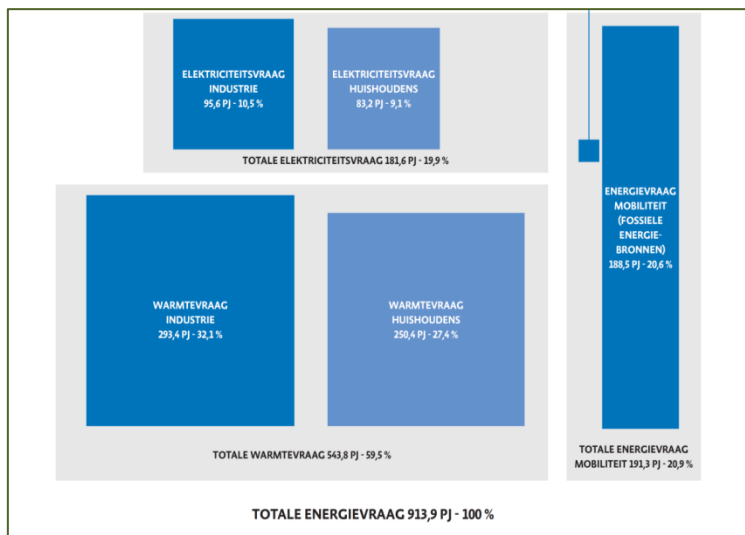 ELEKTRICITEITSVRAAG
INDUSTRIE
95,6 PJ - 10,5 %
ELEKTRICITEITSVRAAG
HUISHOUDENS
83,2 PJ - 9,1 %
TOTALE ELEKTRICITEITSVRAAG 181,6 PJ - 19,9 %
WARMTEVRAAG
INDUSTRIE
293,4 PJ - 32,1 %
WARMTEVRAAG
HUISHOUDENS
250,4 PJ - 27,4 %
TOTALE WARMTEVRAAG 543,8 PJ - 59,5 %
ENERGIEVRAAG
MOBILITEIT
(FOSSIELE
ENERGIE-
BRONNEN)
188,5 PJ - 20,6 %
TOTALE ENERGIEVRAAG
MOBILITEIT 191,3 PJ - 20,9 %
TOTALE ENERGIEVRAAG 913,9 PJ - 100 %